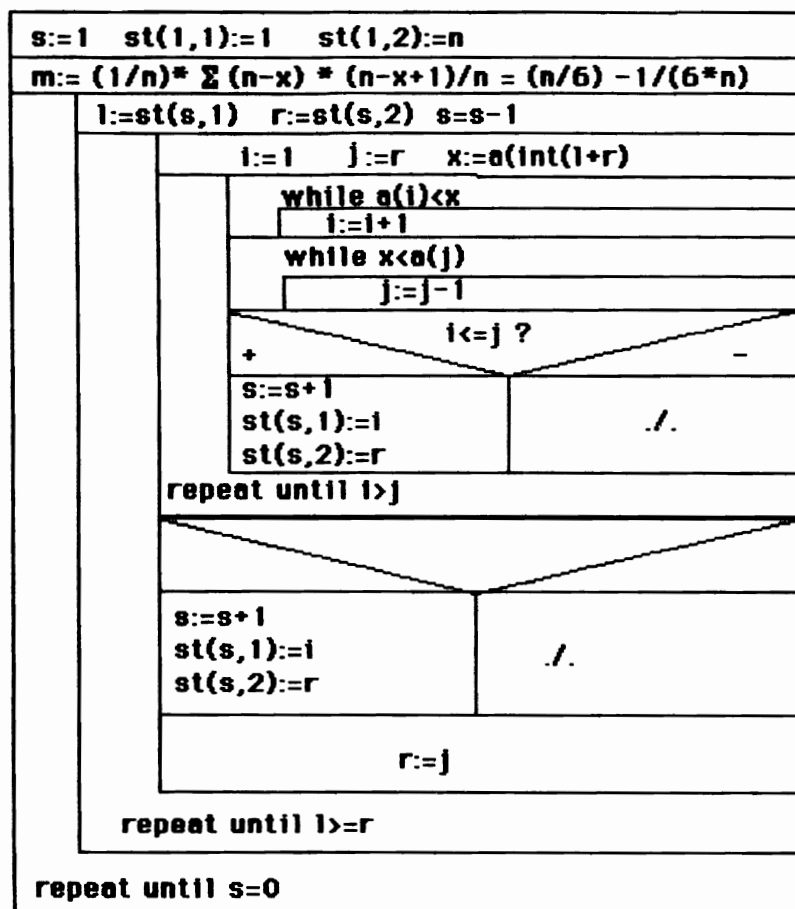 s:=1 st(1,1):=1 st(1,2):=n
m:= (1/n)* Σ (n-x) * (n-x+1)/n = (n/6) -1/(6*n)
l:=st(s,1) r:=st(s,2) s=s-1
i:=1 j:=r x:=a(int(l+r)
while a(i)<x
i:=i+1
while x<a(j)
j:=j-1
i<=j ?
+ -
s:=s+1
st(s,1):=i
st(s,2):=r
./.
repeat until i>j
s:=s+1
st(s,1):=i
st(s,2):=r
./.
r:=j
repeat until l>=r
repeat until s=0